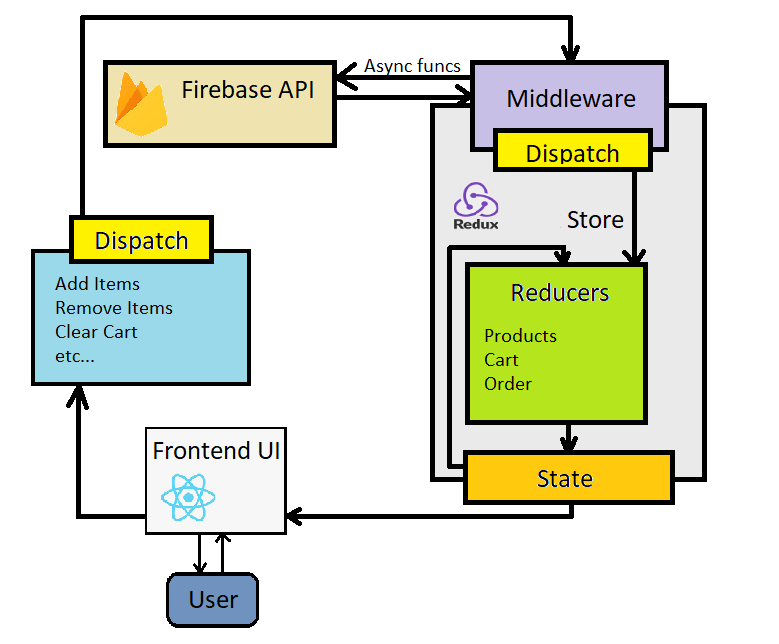 Async funcs
Firebase API
Middleware
Dispatch
Redux
Store
Dispatch
Add Items
Remove Items
Clear Cart
etc...
Reducers
Products
Cart
Order
Frontend UI
State
User